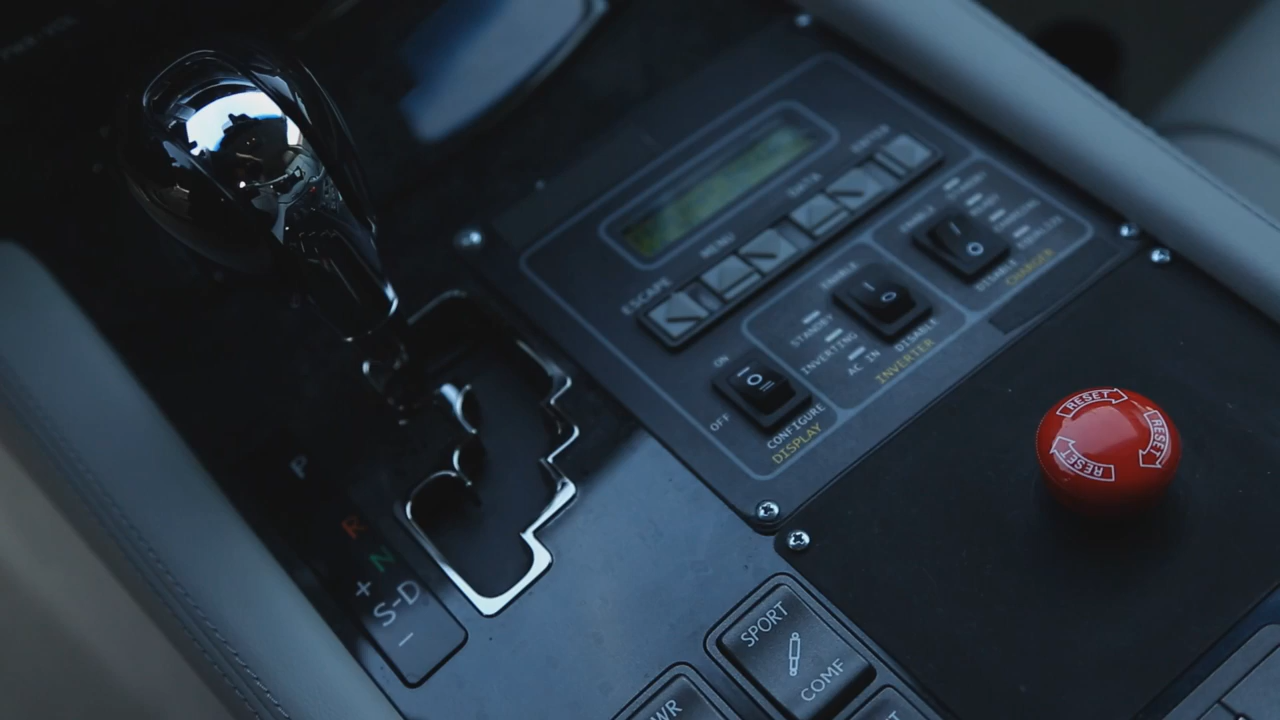 ENTER
DATA
MENU
ESCAPE
ENABLE
DISABLE
CHARGER
ENABLE
STANDBY
INVERTING
AC IN
DISABLE
INVERTER
ON
OFF
CONFIGURE
DISPLAY
RESET
RESET
RESET
P
R
N
+
S-D
−
SPORT
COMF